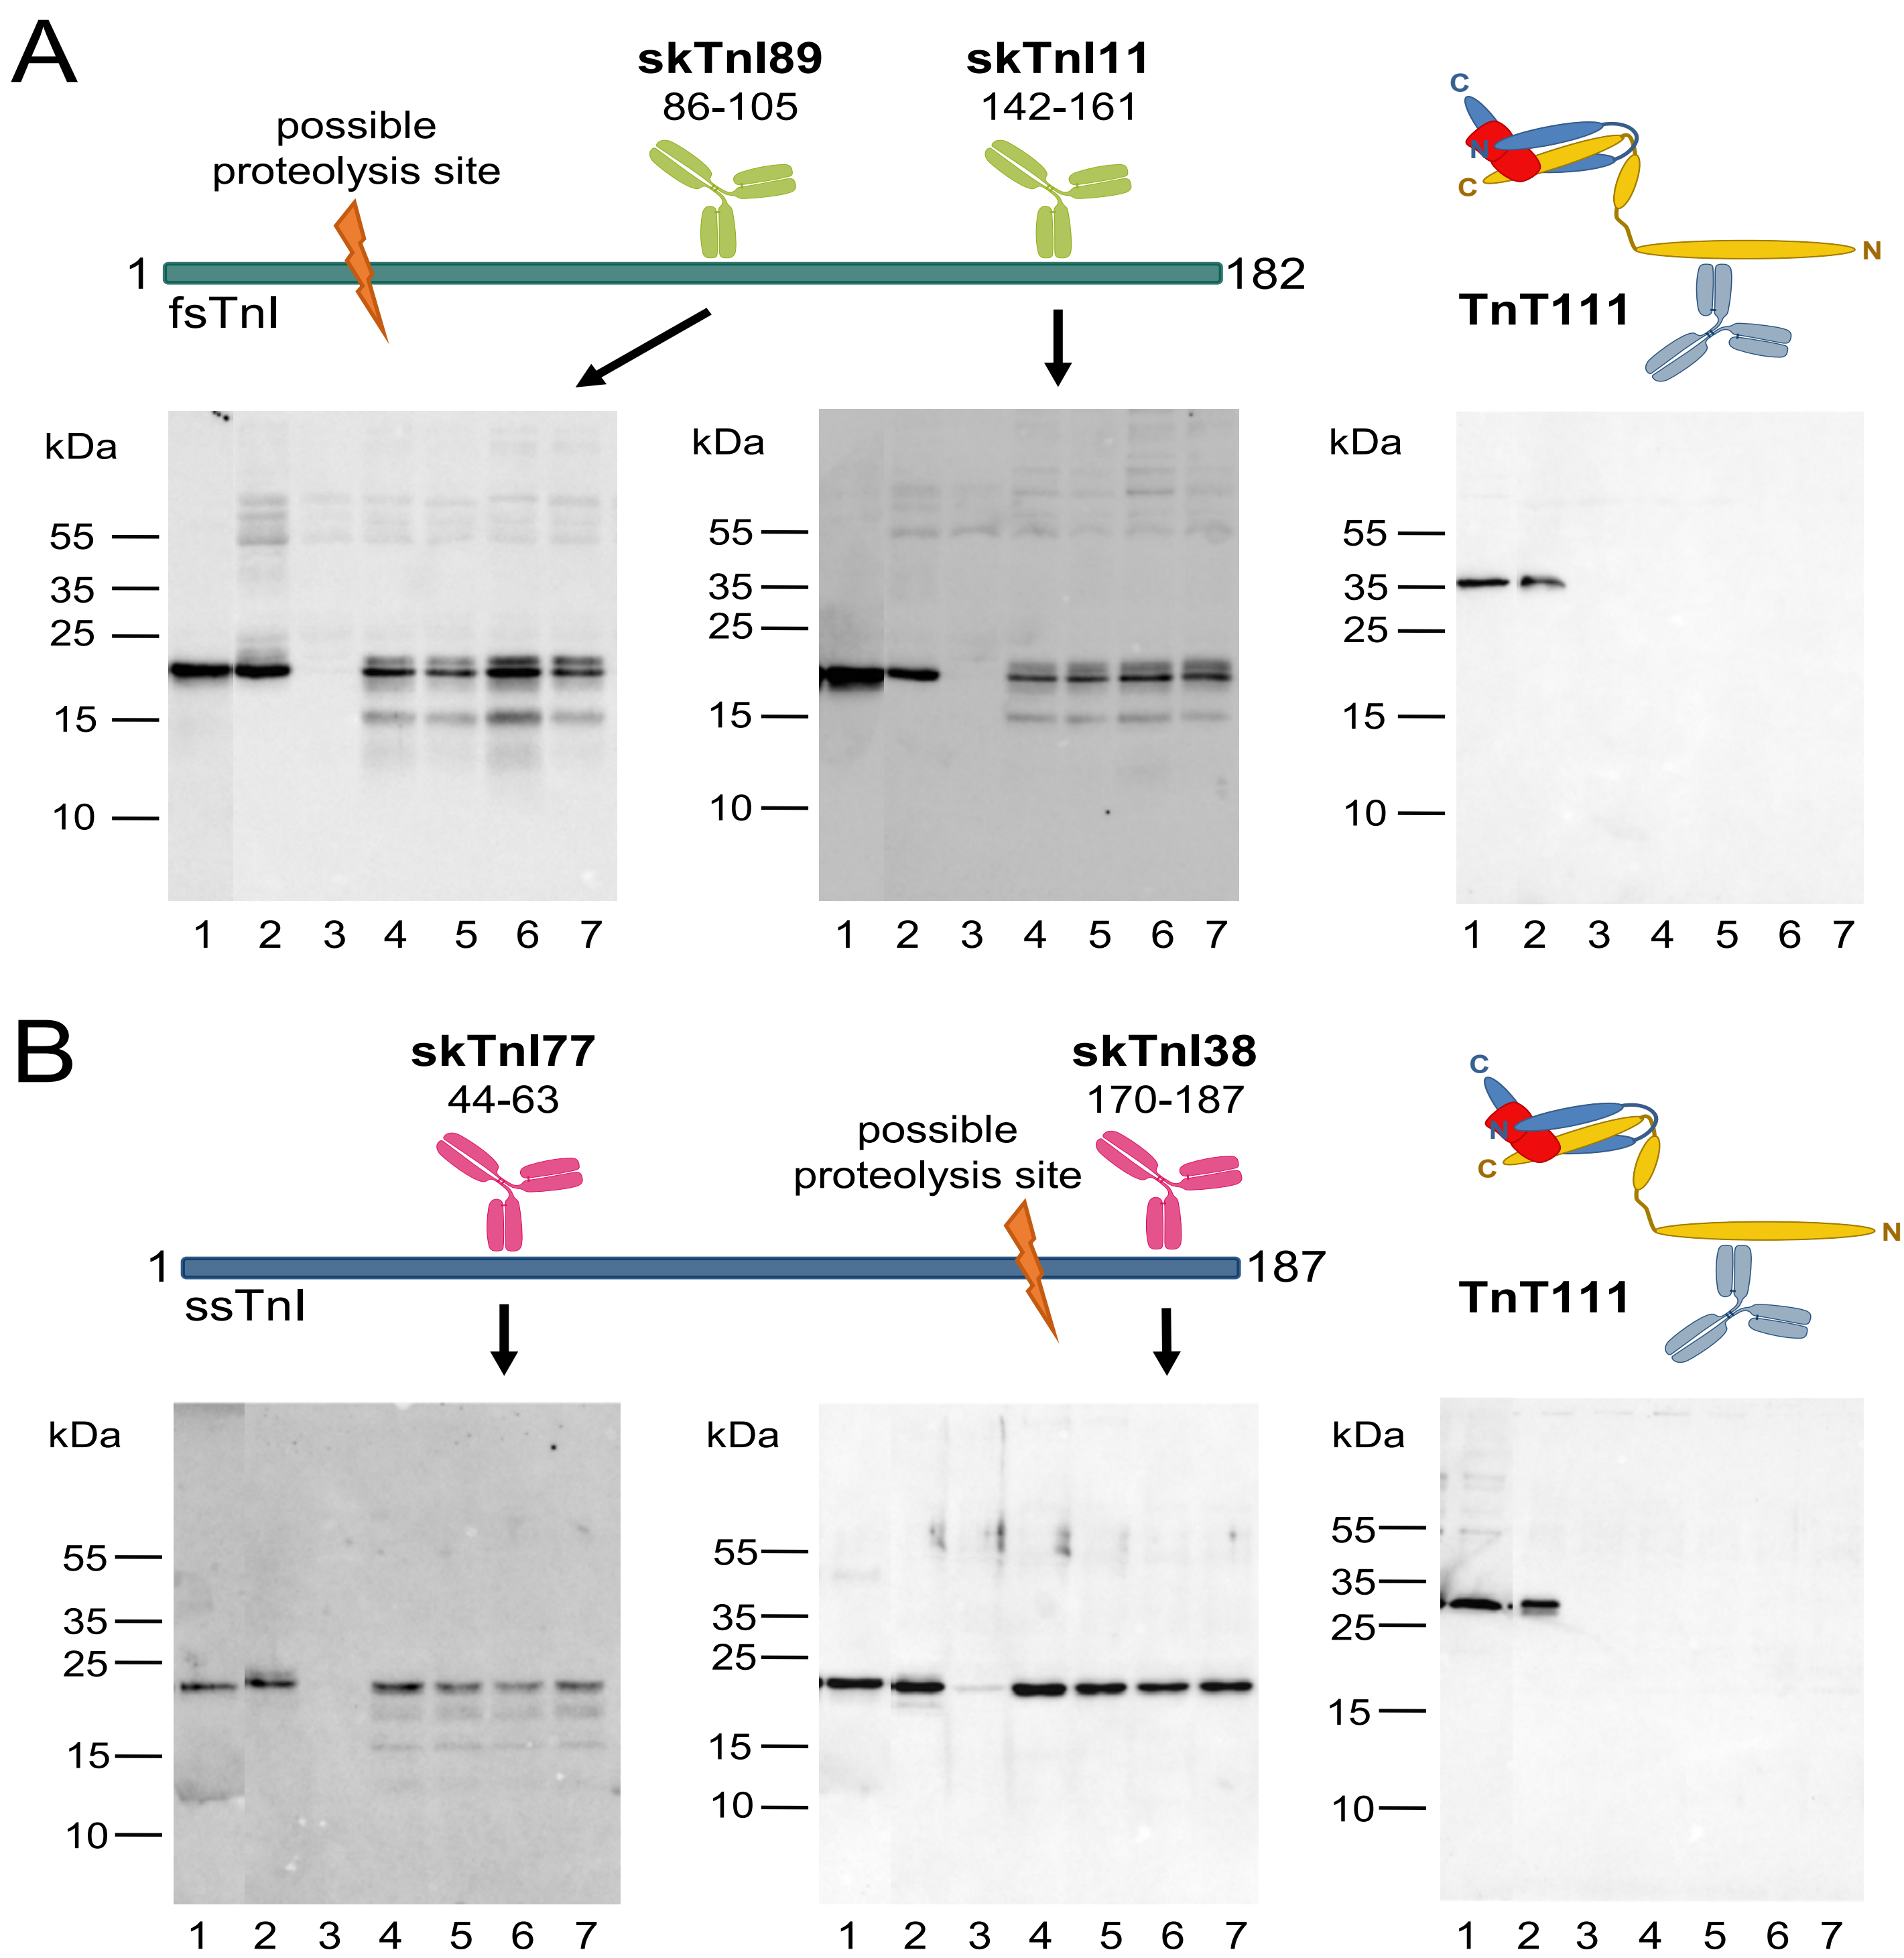 A
skTnI89
86-105
skTnI11
142-161
possible
proteolysis site
1
182
fsTnI
C
N
C
N
TnT111
kDa
55
35
25
15
10
1 2 3 4 5 6 7
kDa
55
35
25
15
10
1 2 3 4 5 6 7
kDa
55
35
25
15
10
1 2 3 4 5 6 7
B
skTnI77
44-63
skTnI38
170-187
possible
proteolysis site
1
187
ssTnI
C
N
C
N
TnT111
kDa
55
35
25
15
10
1 2 3 4 5 6 7
kDa
55
35
25
15
10
1 2 3 4 5 6 7
kDa
55
35
25
15
10
1 2 3 4 5 6 7